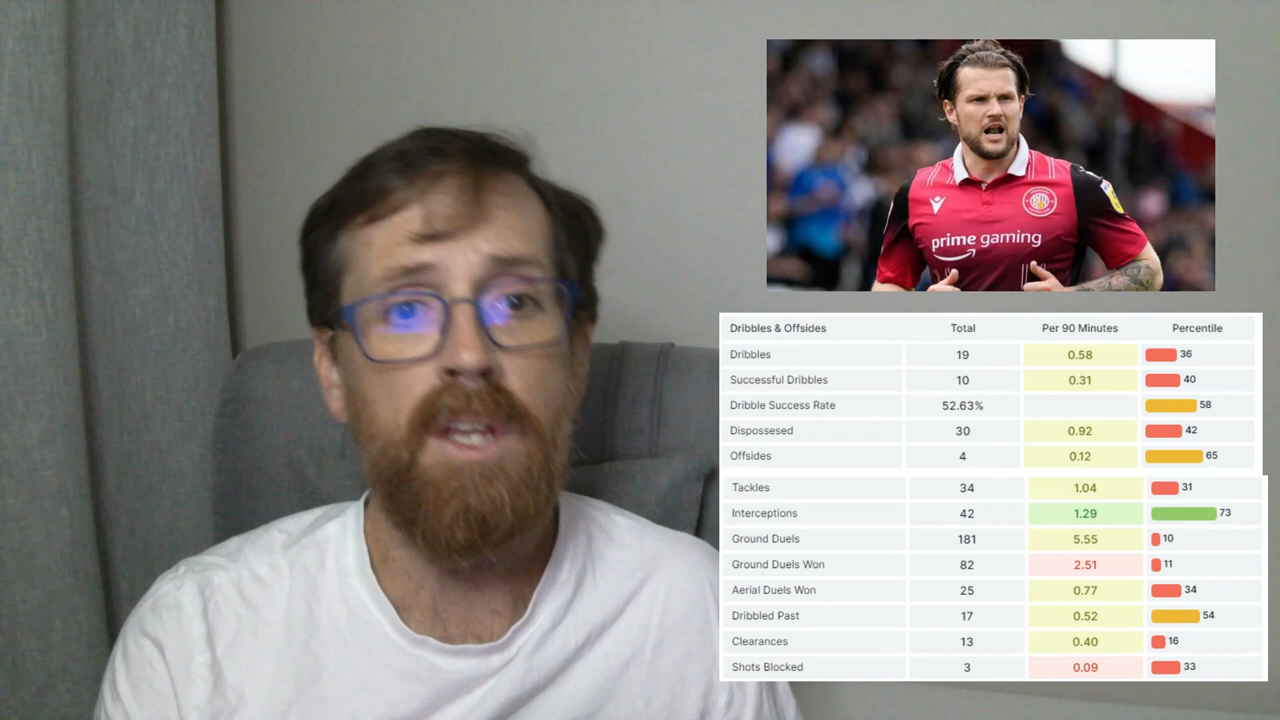 prime gaming
Dribbles & Offsides Total Per 90 Minutes Percentile
Dribbles 19 0.58 36
Successful Dribbles 10 0.31 40
Dribble Success Rate 52.63% 58
Dispossesed 30 0.92 42
Offsides 4 0.12 65
Tackles 34 1.04 31
Interceptions 42 1.29 73
Ground Duels 181 5.55 10
Ground Duels Won 82 2.51 11
Aerial Duels Won 25 0.77 34
Dribbled Past 17 0.52 54
Clearances 13 0.40 16
Shots Blocked 3 0.09 33